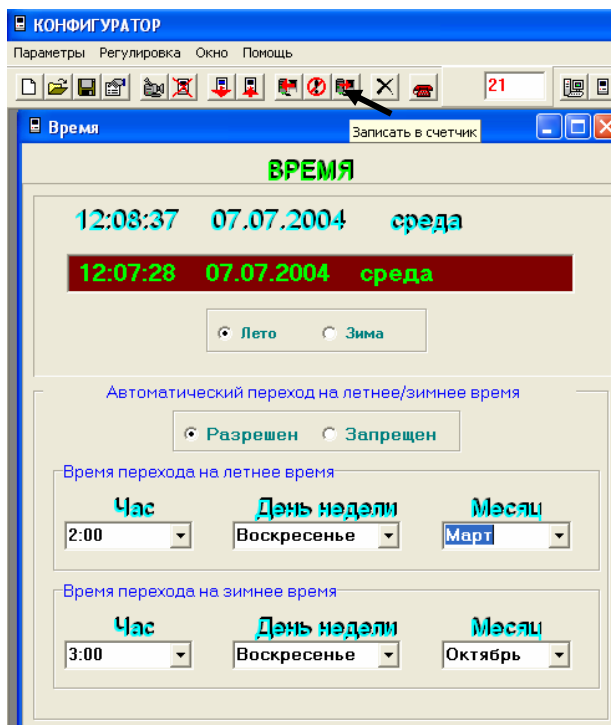 КОНФИГУРАТОР
Параметры Регулировка Окно Помощь
21
Записать в счетчик
Время
ВРЕМЯ
12:08:37 07.07.2004 среда
12:07:28 07.07.2004 среда
Лето Зима
Автоматический переход на летнее/зимнее время
Разрешен Запрещен
Время перехода на летнее время
Час День недели Месяц
2:00 Воскресенье Март
Время перехода на зимнее время
Час День недели Месяц
3:00 Воскресенье Октябрь